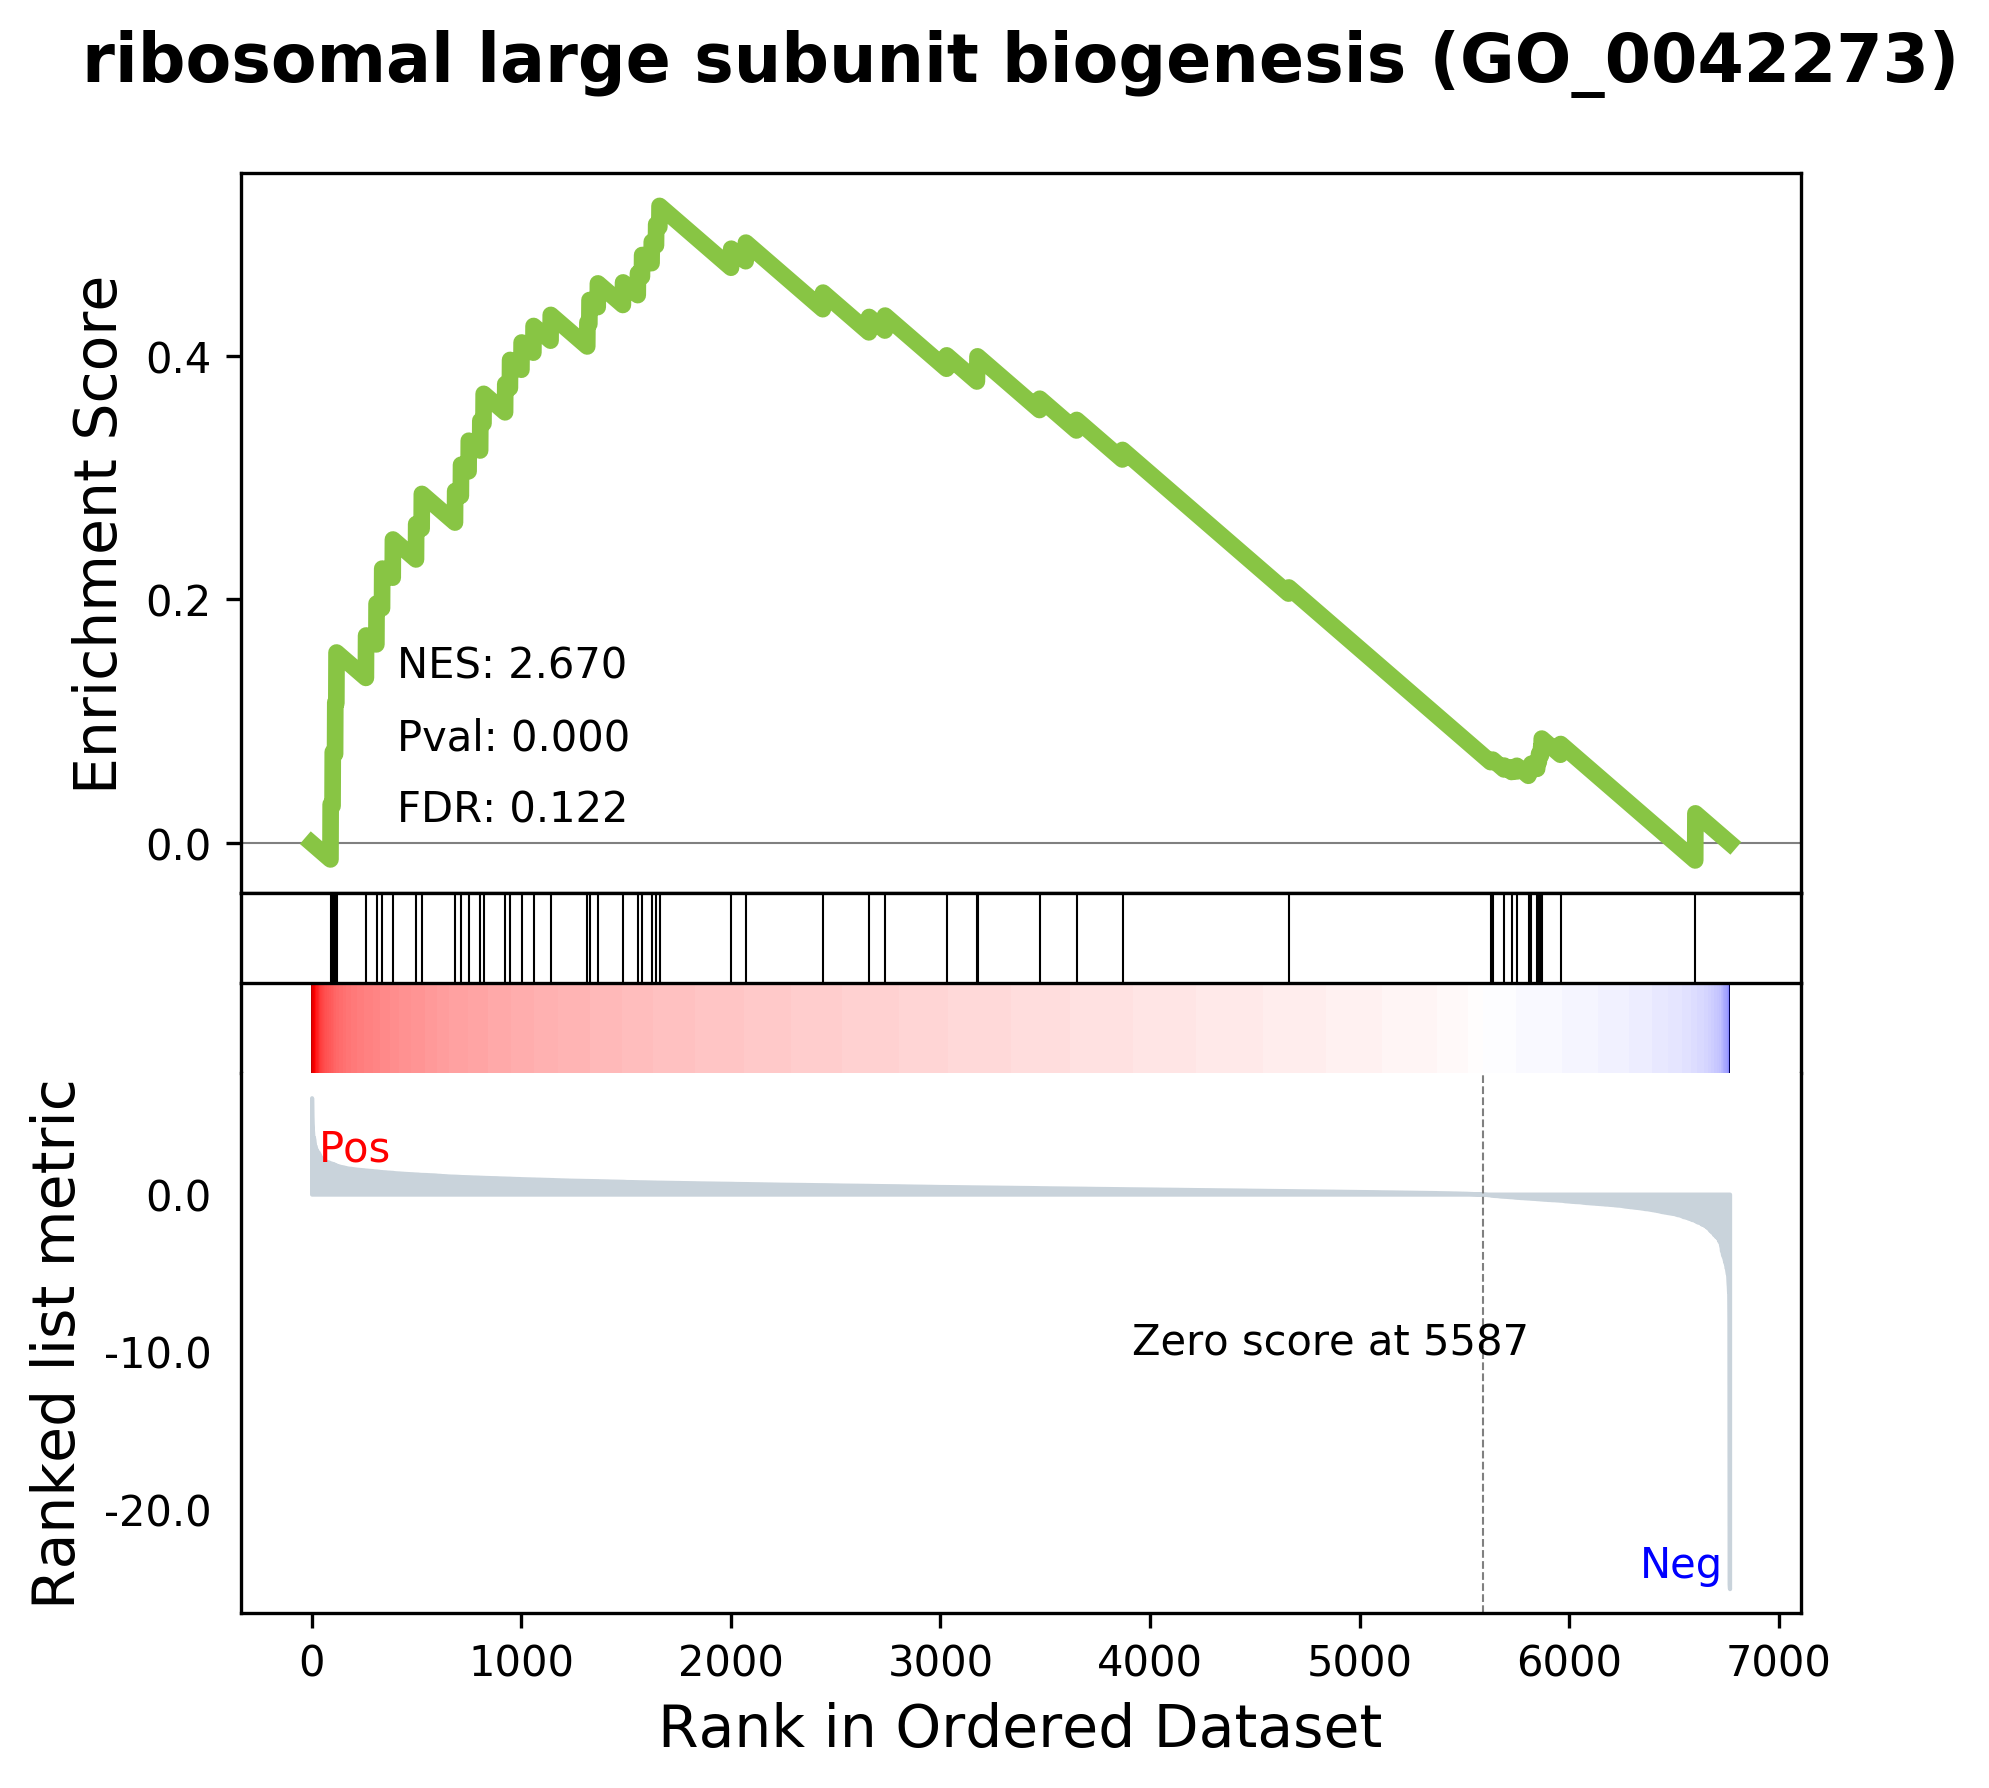 ribosomal large subunit biogenesis (GO_0042273)
Enrichment Score
0.4
0.2
0.0
NES: 2.670
Pval: 0.000
FDR: 0.122
Ranked list metric
Pos
0.0
-10.0
-20.0
Zero score at 5587
Neg
0 1000 2000 3000 4000 5000 6000 7000
Rank in Ordered Dataset